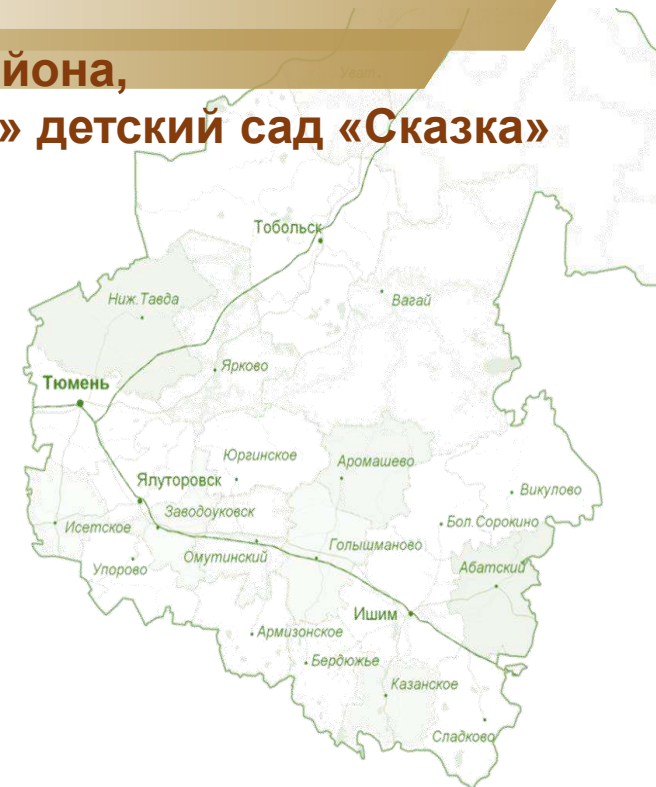 йона,
» детский сад «Сказка»
Уват
Тобольск
Ниж.Тавда
Вагай
Ярково
Тюмень
Юргинское
Аромашево
Ялуторовск
Викулово
Заводоуковск
Бол.Сорокино
Исетское
Омутинский
Голышманово
Упорово
Абатский
Ишим
Армизонское
Бердюжье
Казанское
Сладково